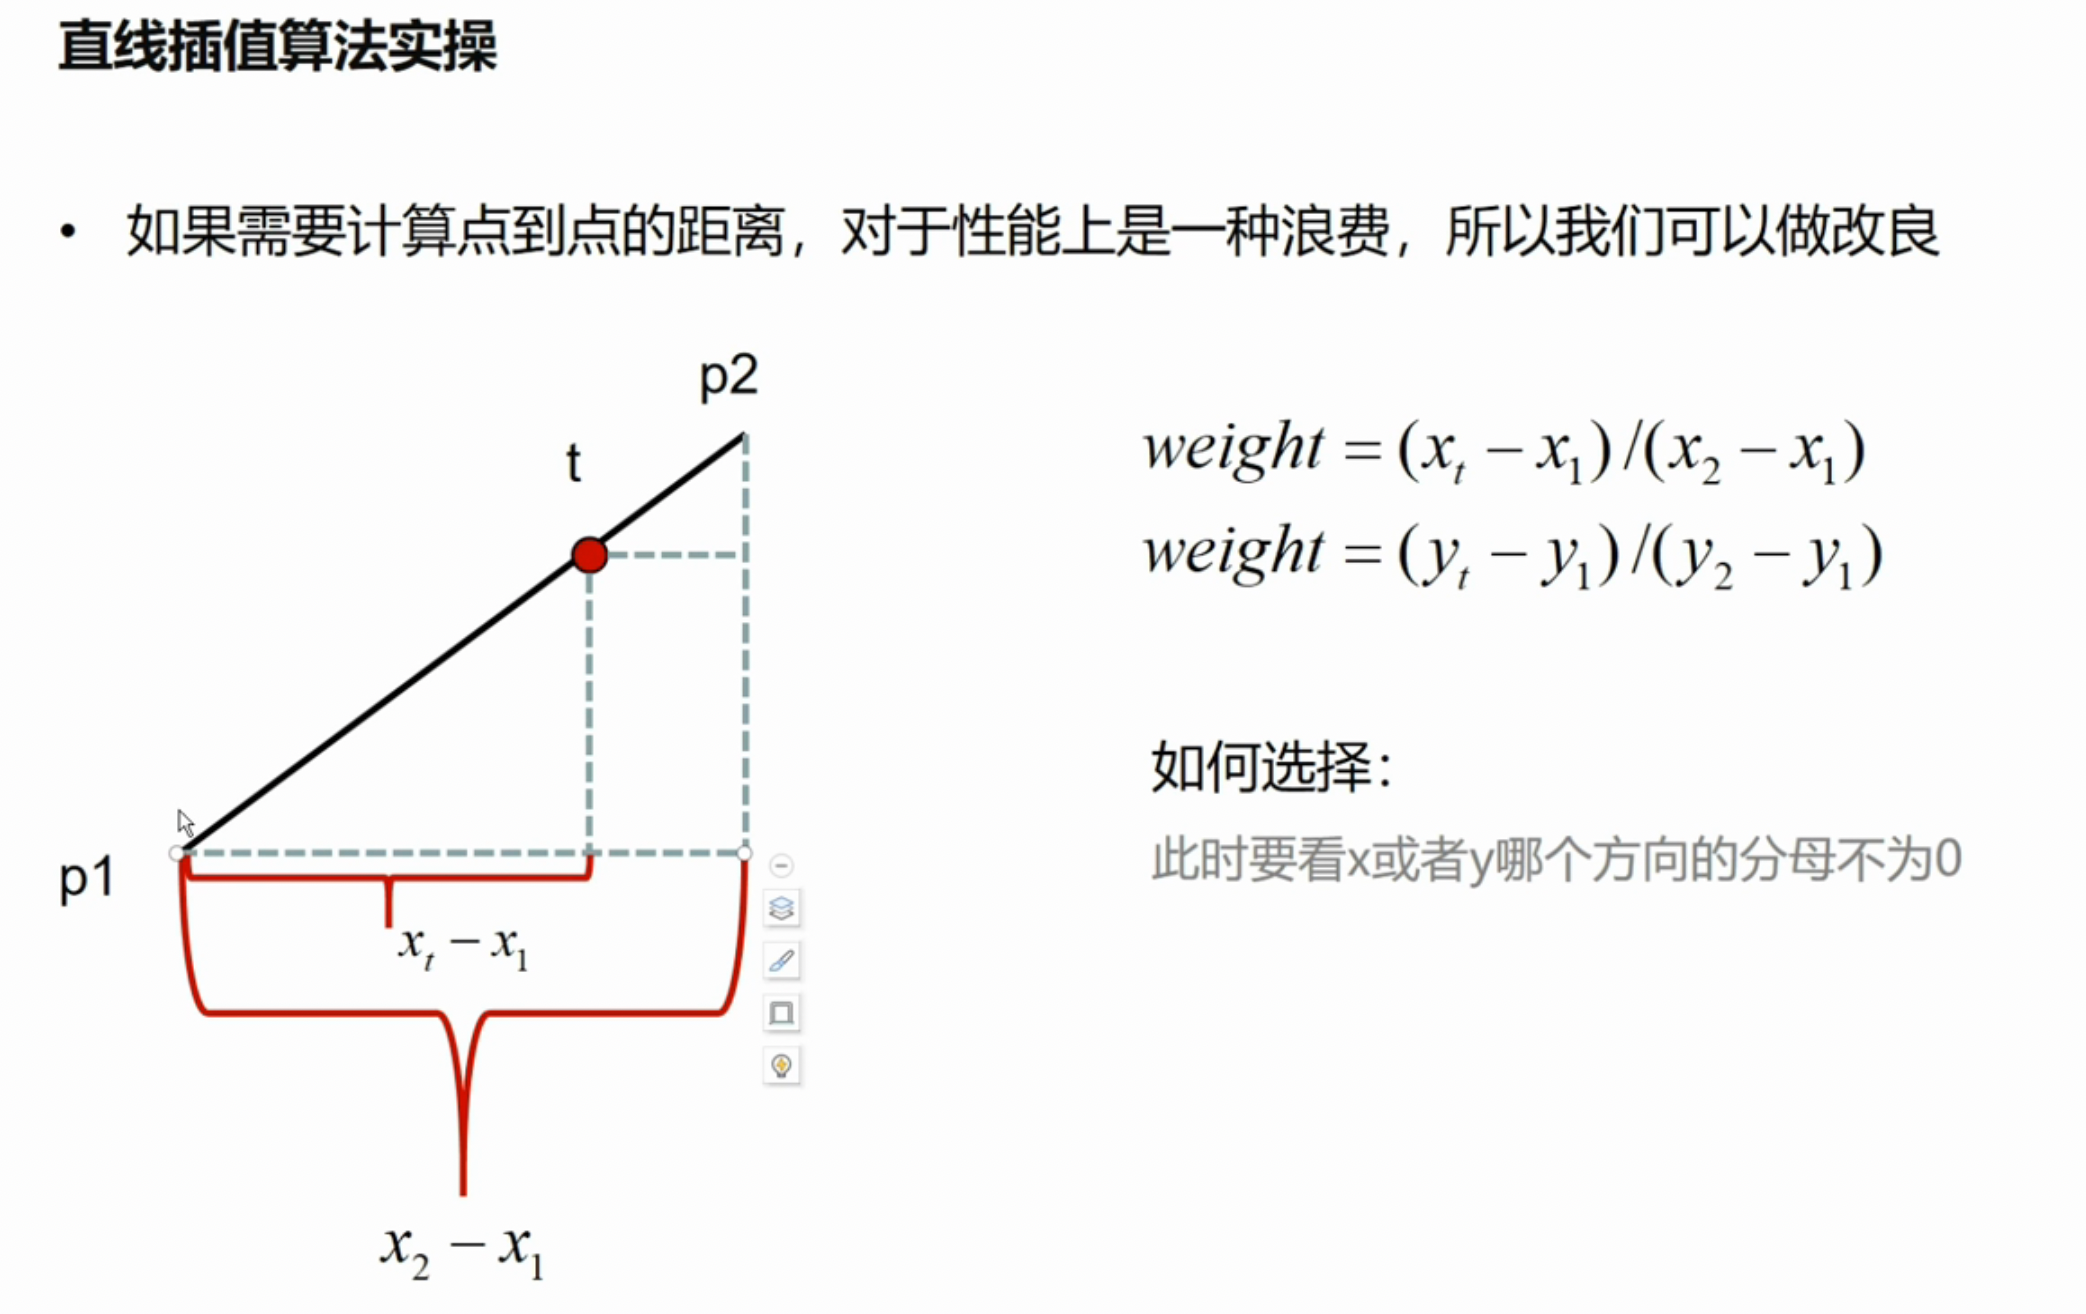 直线插值算法实操
• 如果需要计算点到点的距离，对于性能上是一种浪费，所以我们可以做改良
p2
t
weight = (x_t − x_1) /(x_2 − x_1)
weight = (y_t − y_1) /(y_2 − y_1)
如何选择：
此时要看x或者y哪个方向的分母不为0
p1
x_t − x_1
x_2 − x_1